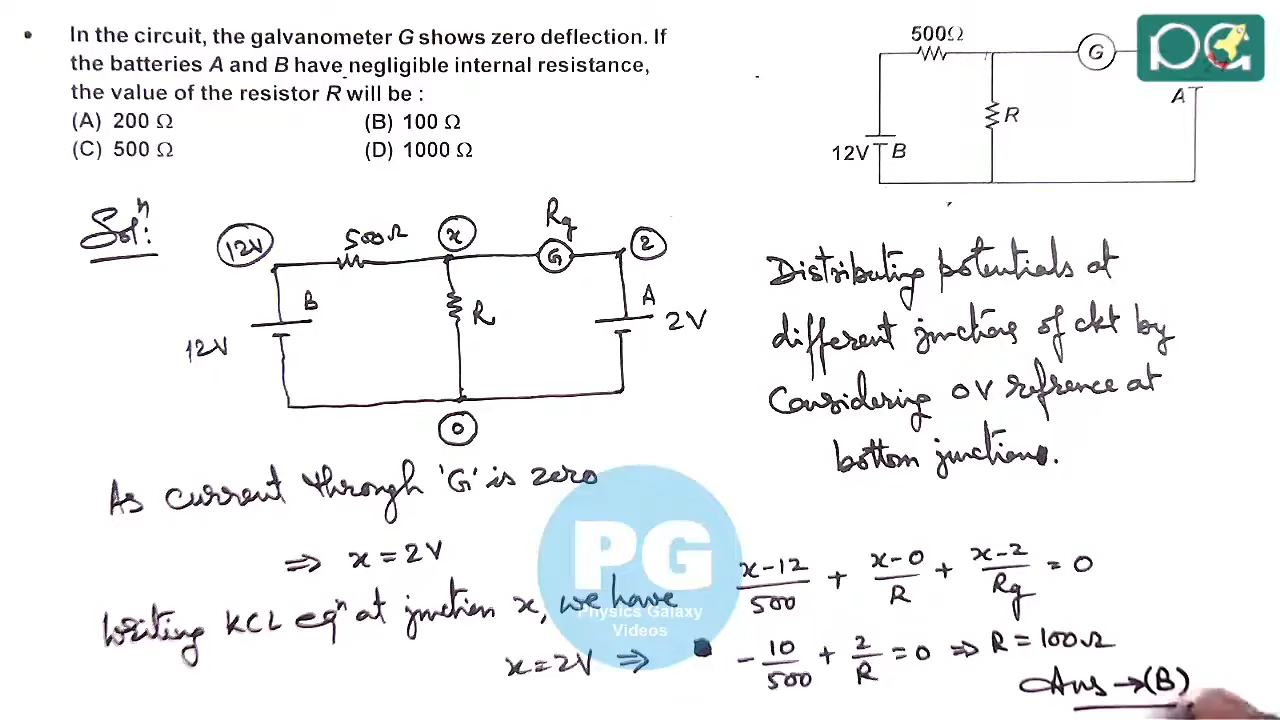 • In the circuit, the galvanometer G shows zero deflection. If
the batteries A and B have negligible internal resistance,
the value of the resistor R will be :
(A) 200 Ω (B) 100 Ω
(C) 500 Ω (D) 1000 Ω
500Ω
G
R
A
12V B
PG
Solⁿ:
12V 500Ω x Rg G 2
B R A 2V
12V
0
Distributing potentials at
different junctions of ckt by
Considering 0V refrence at
bottom junction.
As current through 'G' is zero
⇒ x = 2V
Writing KCL eqⁿ at junction x, we have
(x-12)/500 + (x-0)/R + (x-2)/Rg = 0
x=2V ⇒ -10/500 + 2/R = 0 ⇒ R = 100Ω
Ans → (B)
PG
Physics Galaxy
Videos